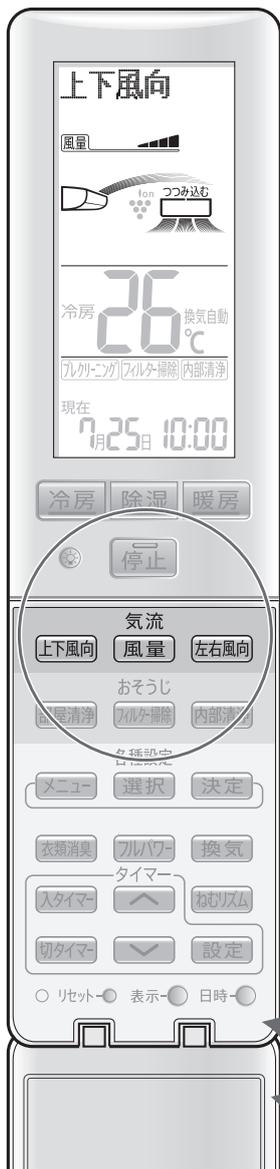 上下風向
風量
ion つつみ込む
冷房 26℃ 換気自動
プレクリーニング フィルター掃除 内部清浄
現在
7月25日 10:00
冷房 除湿 暖房
停止
気流
上下風向 風量 左右風向
おそうじ
部屋清浄 フィルター掃除 内部清浄
各種設定
メニュー 選択 決定
衣類消臭 フルパワー 換気
タイマー
入タイマー ねむリズム
切タイマー 設定
リセット 表示 日時